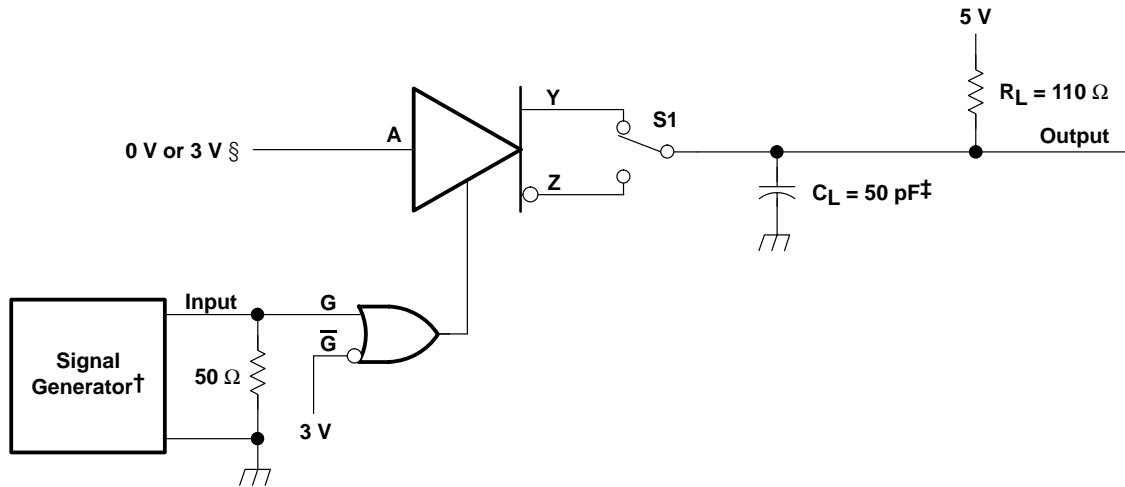 5 V
R_L = 110 Ω
Output
Y
S1
A
0 V or 3 V §
Z
C_L = 50 pF‡
Input
G
G̅
Signal
Generator†
50 Ω
3 V